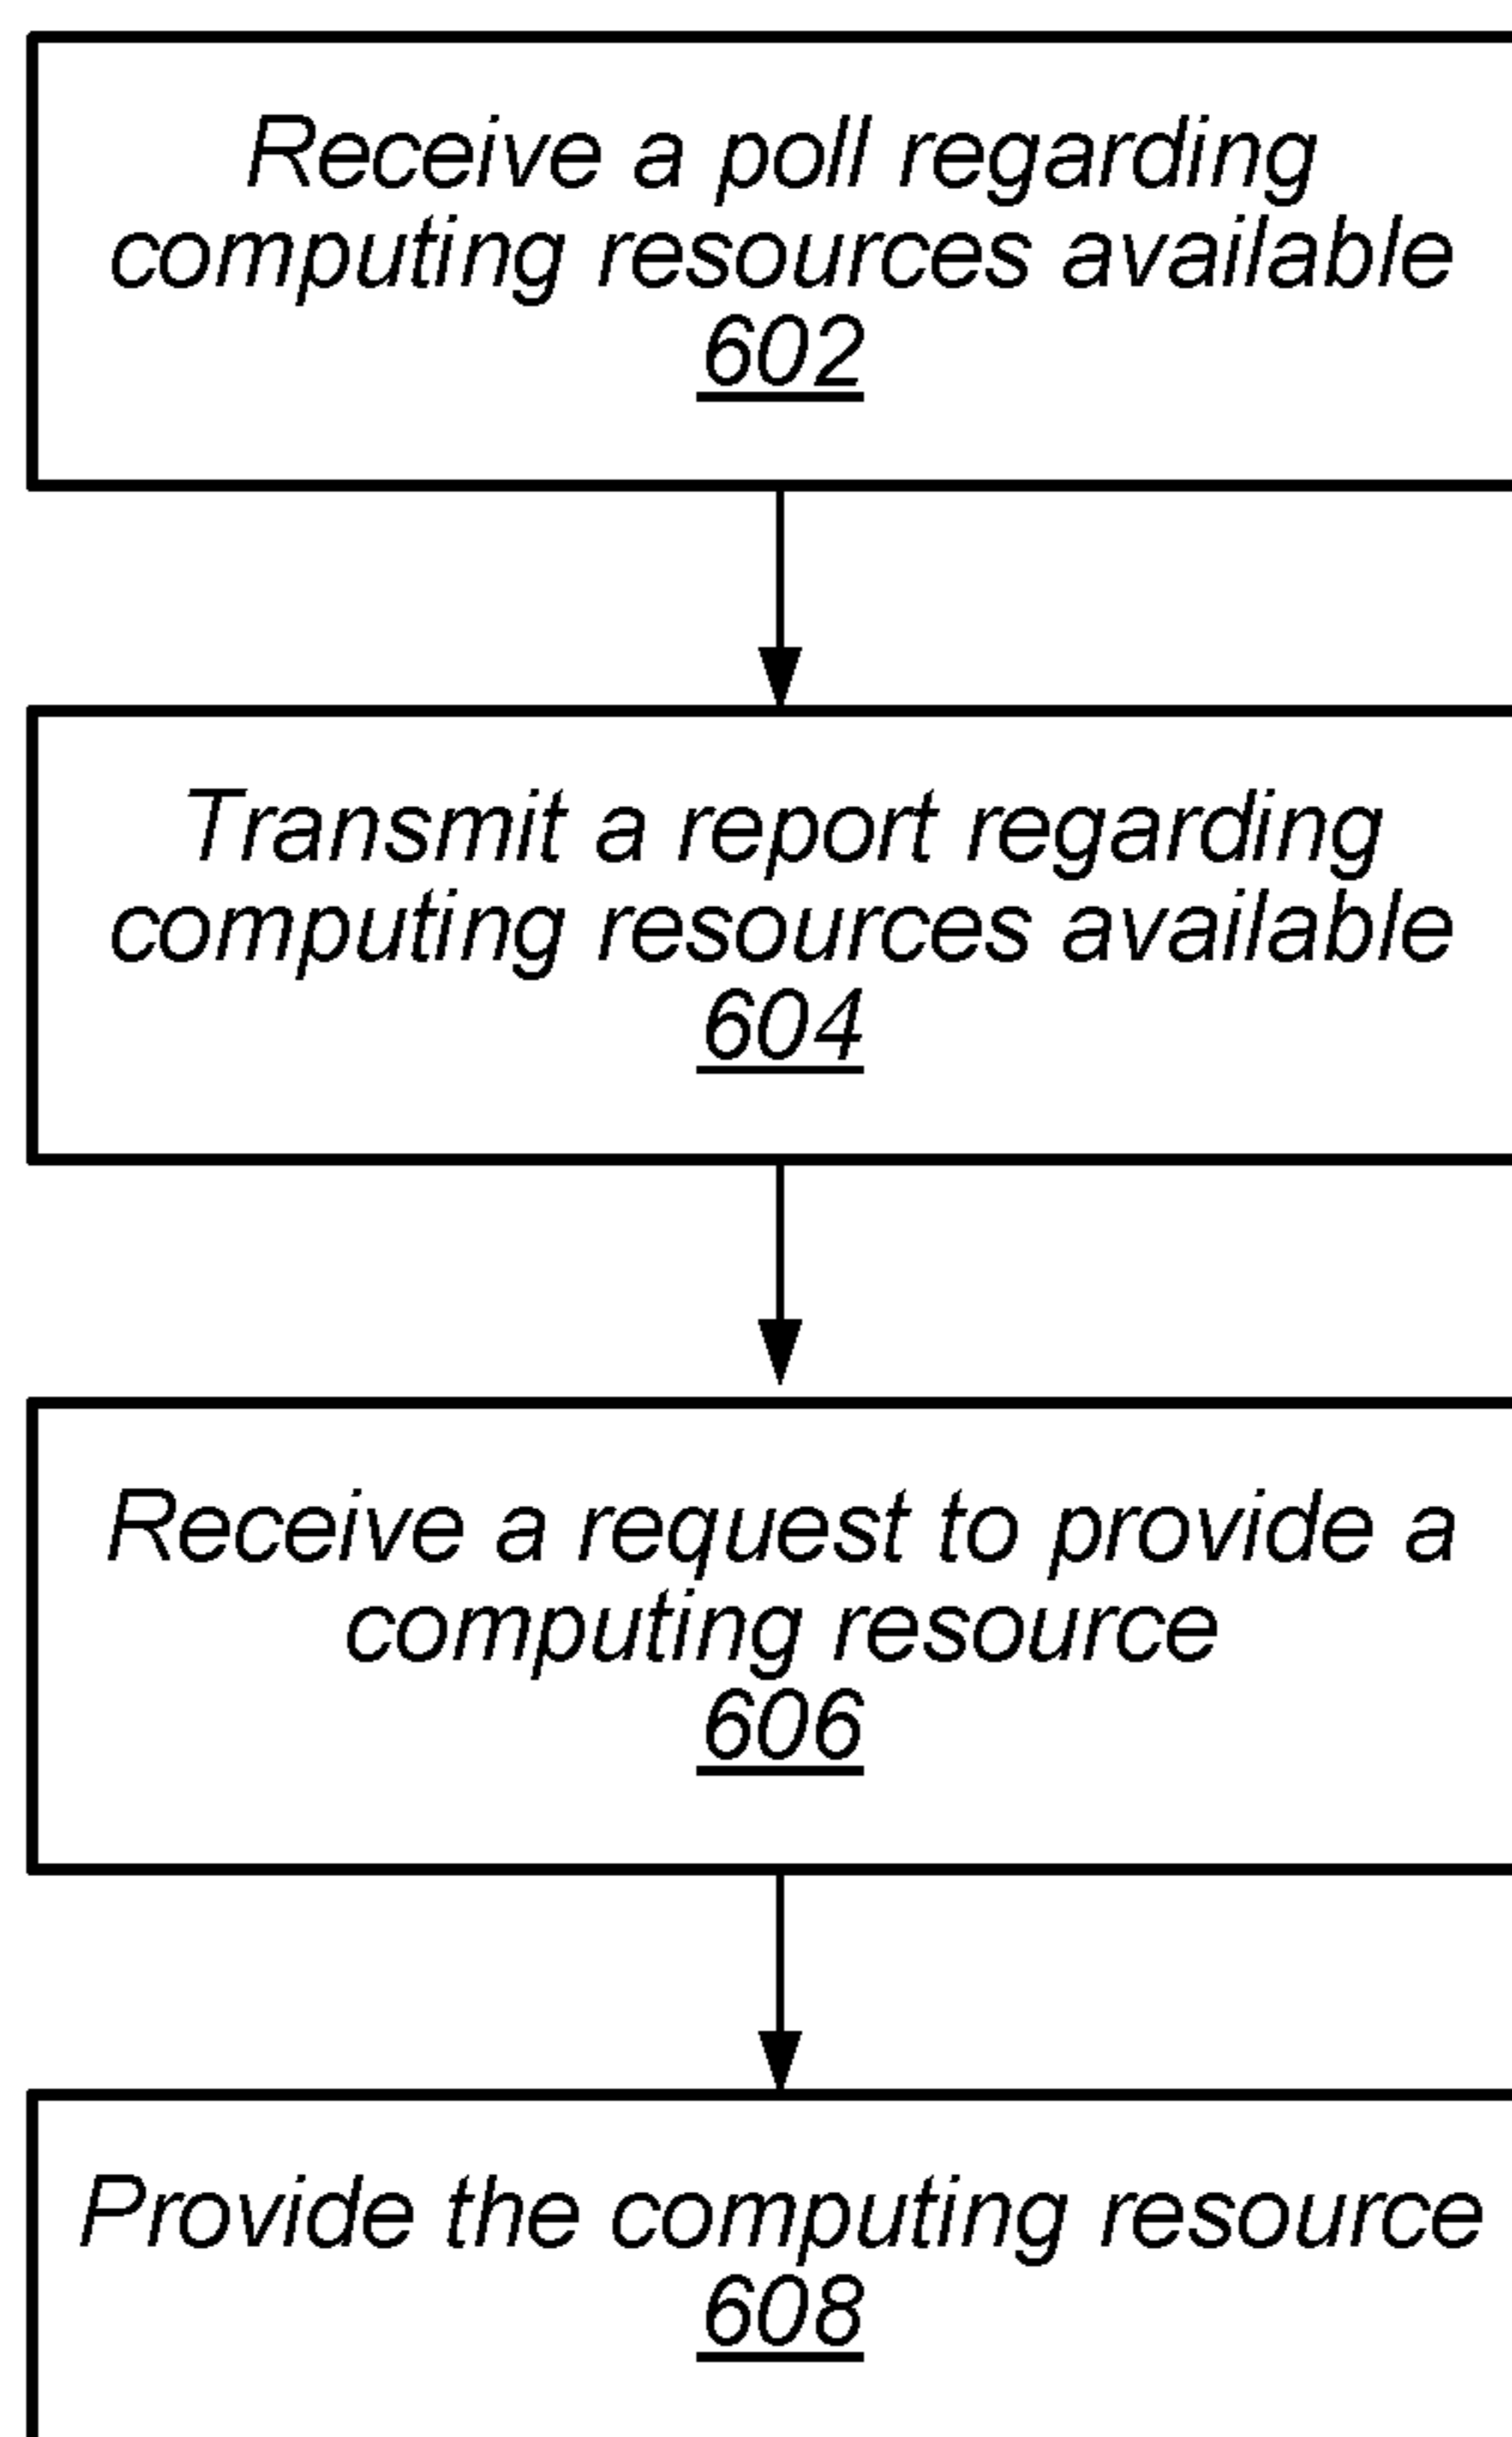 Receive a poll regarding
computing resources available
602
Transmit a report regarding
computing resources available
604
Receive a request to provide a
computing resource
606
Provide the computing resource
608